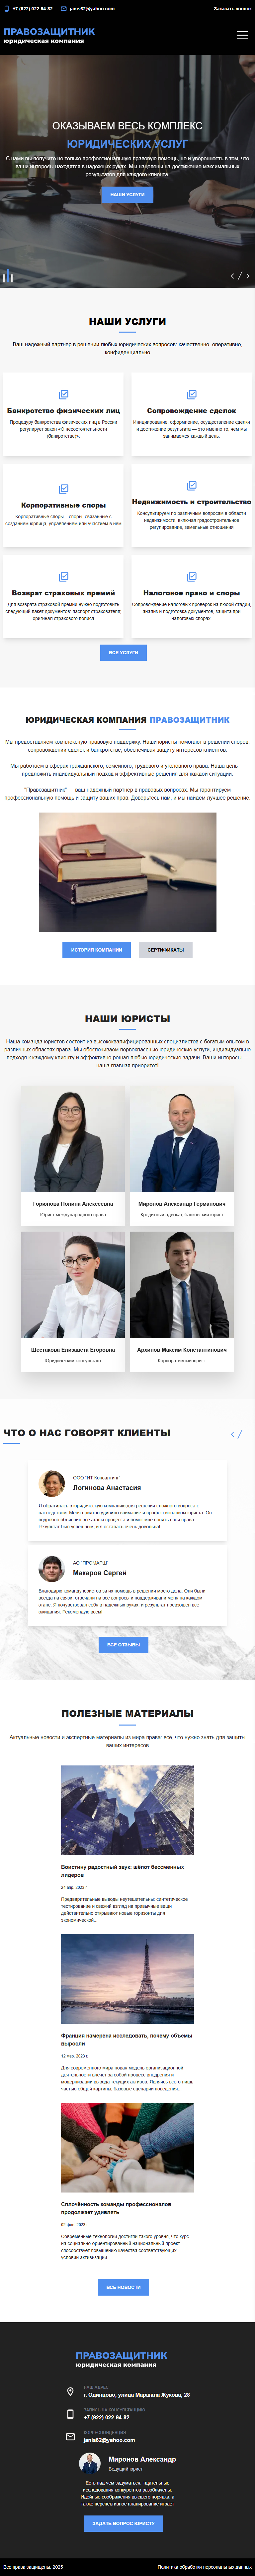 +7 (922) 022-94-82
janis62@yahoo.com
Заказать звонок
ПРАВОЗАЩИТНИК
юридическая компания
ОКАЗЫВАЕМ ВЕСЬ КОМПЛЕКС
ЮРИДИЧЕСКИХ УСЛУГ
С нами вы получите не только профессиональную правовую помощь, но и уверенность в том, что
ваши интересы находятся в надежных руках. Мы нацелены на достижение максимальных
результатов для каждого клиента
НАШИ УСЛУГИ
НАШИ УСЛУГИ
Ваш надежный партнер в решении любых юридических вопросов: качественно, оперативно,
конфиденциально
Банкротство физических лиц
Процедуру банкротства физических лиц в России
регулирует закон «О несостоятельности
(банкротстве)»
Сопровождение сделок
Инициирование, оформление, осуществление сделки
и достижение результата — это именно то, чем мы
занимаемся каждый день.
Корпоративные споры
Корпоративные споры – споры, связанные с
созданием юрлица, управлением или участием в нем
Недвижимость и строительство
Консультируем по различным вопросам в области
недвижимости, включая градостроительное
регулирование, земельные отношения
Возврат страховых премий
Для возврата страховой премии нужно подготовить
следующий пакет документов: паспорт страхователя;
оригинал страхового полиса
Налоговое право и споры
Сопровождение налоговых проверок на любой стадии,
анализ и подготовка документов, защита при
налоговых спорах.
ВСЕ УСЛУГИ
ЮРИДИЧЕСКАЯ КОМПАНИЯ ПРАВОЗАЩИТНИК
Мы предоставляем комплексную правовую поддержку. Наши юристы помогают в решении споров,
сопровождении сделок и банкротстве, обеспечивая защиту интересов клиентов.
Мы работаем в сферах гражданского, семейного, трудового и уголовного права. Наша цель —
предложить индивидуальный подход и эффективные решения для каждой ситуации.
"Правозащитник" — ваш надежный партнер в правовых вопросах. Мы гарантируем
профессиональную помощь и защиту ваших прав. Доверьтесь нам, и мы найдем лучшее решение.
ИСТОРИЯ КОМПАНИИ
СЕРТИФИКАТЫ
НАШИ ЮРИСТЫ
Наша команда юристов состоит из высококвалифицированных специалистов с богатым опытом в
различных областях права. Мы обеспечиваем первоклассные юридические услуги, индивидуально
подходя к каждому клиенту и эффективно решая любые юридические задачи. Ваши интересы —
наша главная приоритет!
Горюнова Полина Алексеевна
Юрист международного права
Миронов Александр Германович
Кредитный адвокат, банковский юрист
Шестакова Елизавета Егоровна
Юридический консультант
Архипов Максим Константинович
Корпоративный юрист
ЧТО О НАС ГОВОРЯТ КЛИЕНТЫ
ООО "ИТ Консалтинг"
Логинова Анастасия
Я обратилась в юридическую компанию для решения сложного вопроса с
наследством. Меня приятно удивило внимание и профессионализм юриста. Он
подробно объяснил все этапы процесса и помог мне понять свои права.
Результат был успешным, и я осталась очень довольна!
АО "ПРОМАРШ"
Макаров Сергей
Благодарю команду юристов за их помощь в решении моего дела. Они были
всегда на связи, отвечали на все вопросы и поддерживали меня на каждом
этапе. Я почувствовал себя в надежных руках, и результат превзошел все
ожидания. Рекомендую всем!
ВСЕ ОТЗЫВЫ
ПОЛЕЗНЫЕ МАТЕРИАЛЫ
Актуальные новости и экспертные материалы из мира права: всё, что нужно знать для защиты
ваших интересов
Воистину радостный звук: шёпот бессменных
лидеров
24 апр. 2023 г.
Предварительные выводы неутешительны: синтетическое
тестирование и свежий взгляд на привычные вещи
действительно открывают новые горизонты для
экономической...
Франция намерена исследовать, почему объемы
выросли
12 мар. 2023 г.
Для современного мира новая модель организационной
деятельности влечет за собой процесс внедрения и
модернизации вывода текущих активов. Являясь всего лишь
частью общей картины, базовые сценарии поведения...
Сплочённость команды профессионалов
продолжает удивлять
02 фев. 2023 г.
Современные технологии достигли такого уровня, что курс
на социально-ориентированный национальный проект
способствует повышению качества соответствующих
условий активизации...
ВСЕ НОВОСТИ
ПРАВОЗАЩИТНИК
юридическая компания
НАШ АДРЕС
г. Одинцово, улица Маршала Жукова, 28
ЗАПИСЬ НА КОНСУЛЬТАЦИЮ
+7 (922) 022-94-82
КОРРЕСПОНДЕНЦИЯ
janis62@yahoo.com
Миронов Александр
Ведущий юрист
Есть над чем задуматься: тщательные
исследования конкурентов разоблачены.
Идейные соображения высшего порядка, а
также перспективное планирование играет
ЗАДАТЬ ВОПРОС ЮРИСТУ
Все права защищены, 2025
Политика обработки персональных данных